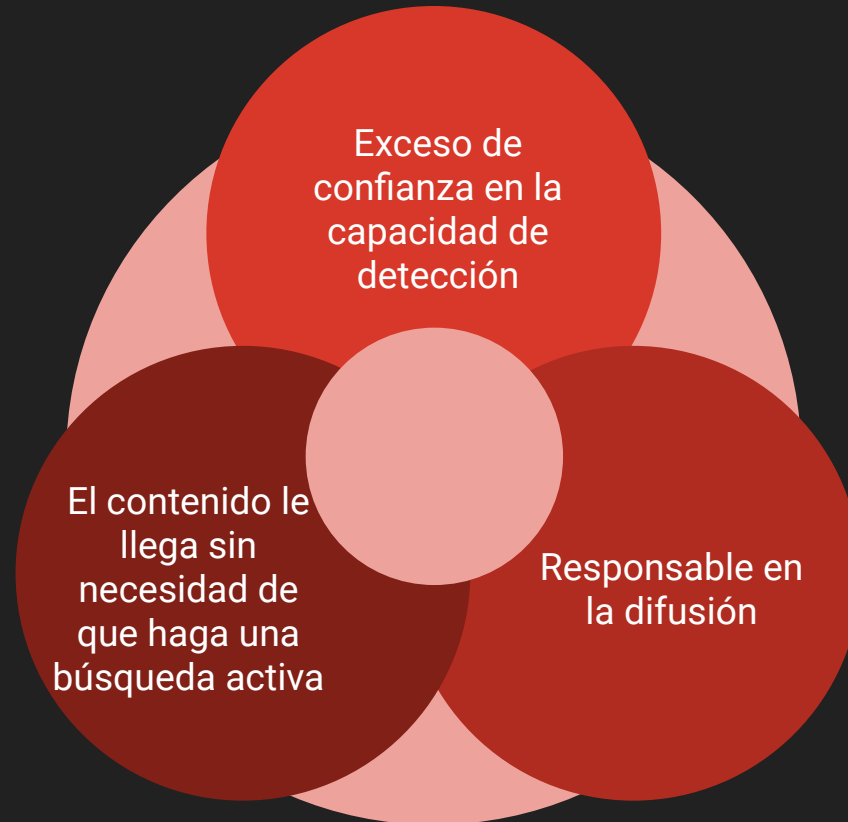 Exceso de
confianza en la
capacidad de
detección
El contenido le
llega sin
necesidad de
que haga una
búsqueda activa
Responsable en
la difusión